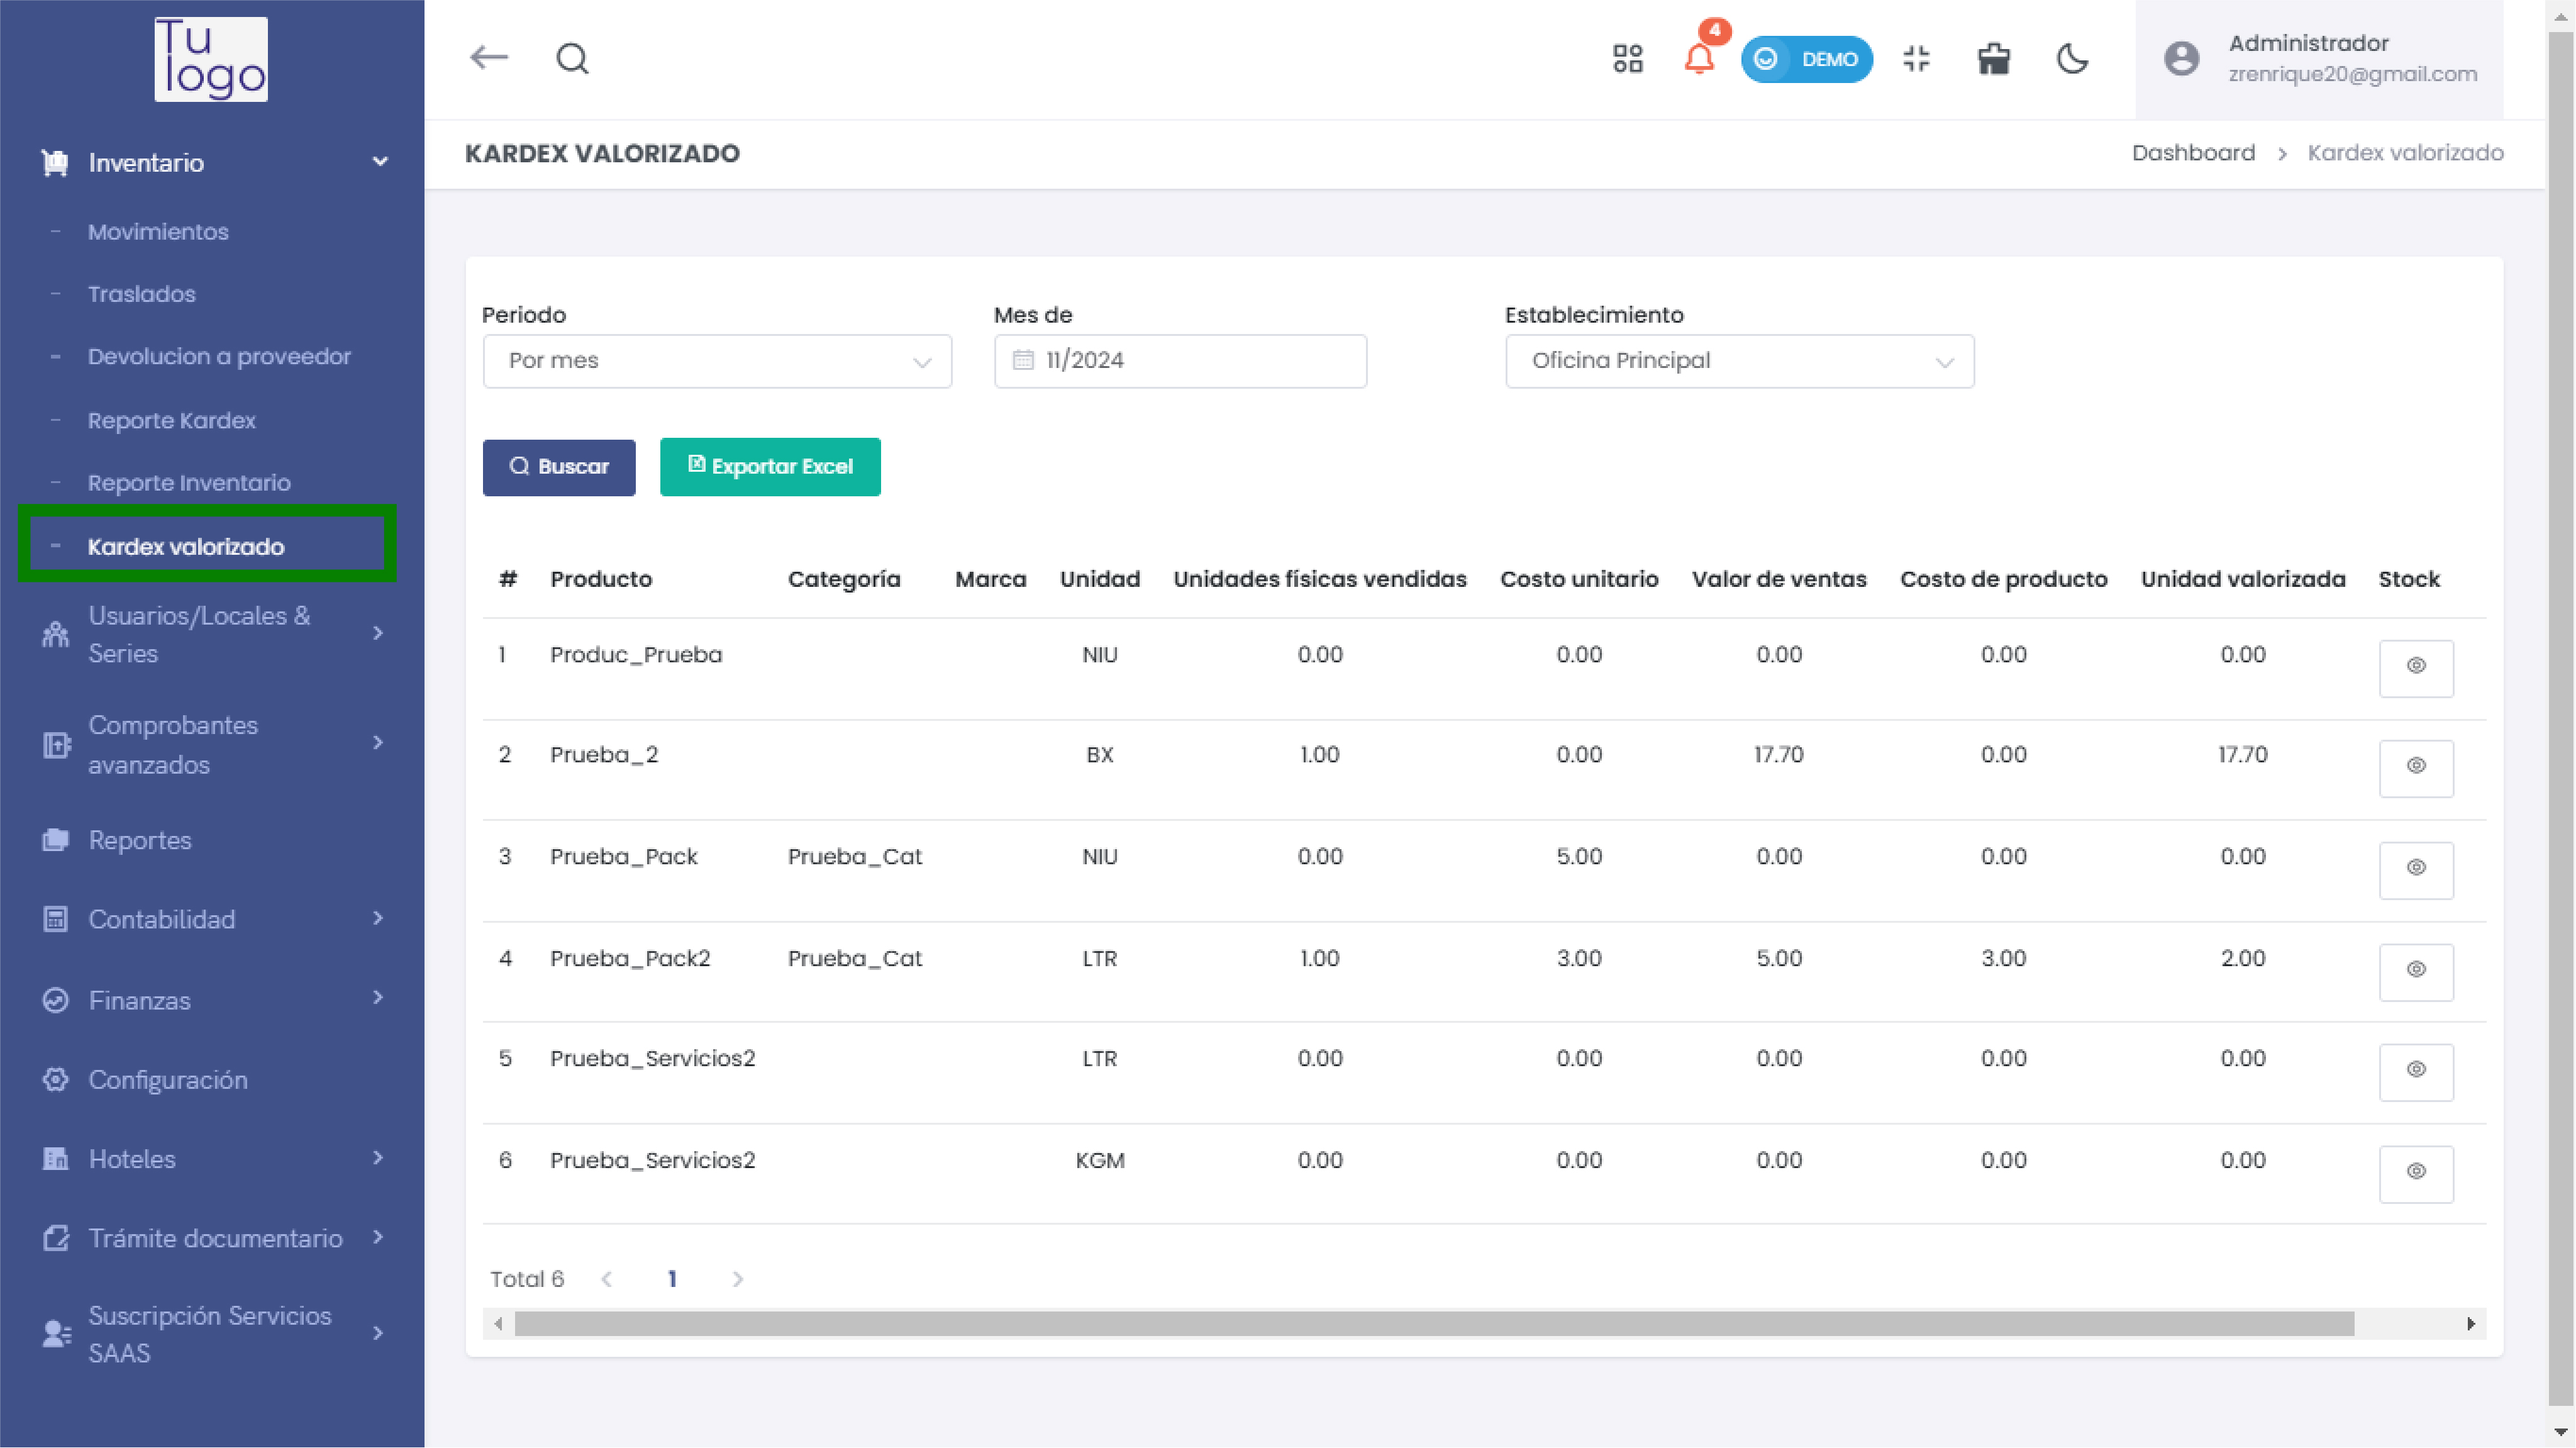 Tu
logo
4
DEMO
Administrador
zrenrique20@gmail.com
KARDEX VALORIZADO
Dashboard > Kardex valorizado
Inventario
- Movimientos
- Traslados
- Devolucion a proveedor
- Reporte Kardex
- Reporte Inventario
- Kardex valorizado
Usuarios/Locales &
Series
Comprobantes
avanzados
Reportes
Contabilidad
Finanzas
Configuración
Hoteles
Trámite documentario
Suscripción Servicios
SAAS
Periodo Mes de Establecimiento
Por mes 11/2024 Oficina Principal
Buscar Exportar Excel
# Producto Categoría Marca Unidad Unidades físicas vendidas Costo unitario Valor de ventas Costo de producto Unidad valorizada Stock
1 Produc_Prueba NIU 0.00 0.00 0.00 0.00 0.00
2 Prueba_2 BX 1.00 0.00 17.70 0.00 17.70
3 Prueba_Pack Prueba_Cat NIU 0.00 5.00 0.00 0.00 0.00
4 Prueba_Pack2 Prueba_Cat LTR 1.00 3.00 5.00 3.00 2.00
5 Prueba_Servicios2 LTR 0.00 0.00 0.00 0.00 0.00
6 Prueba_Servicios2 KGM 0.00 0.00 0.00 0.00 0.00
Total 6 < 1 >